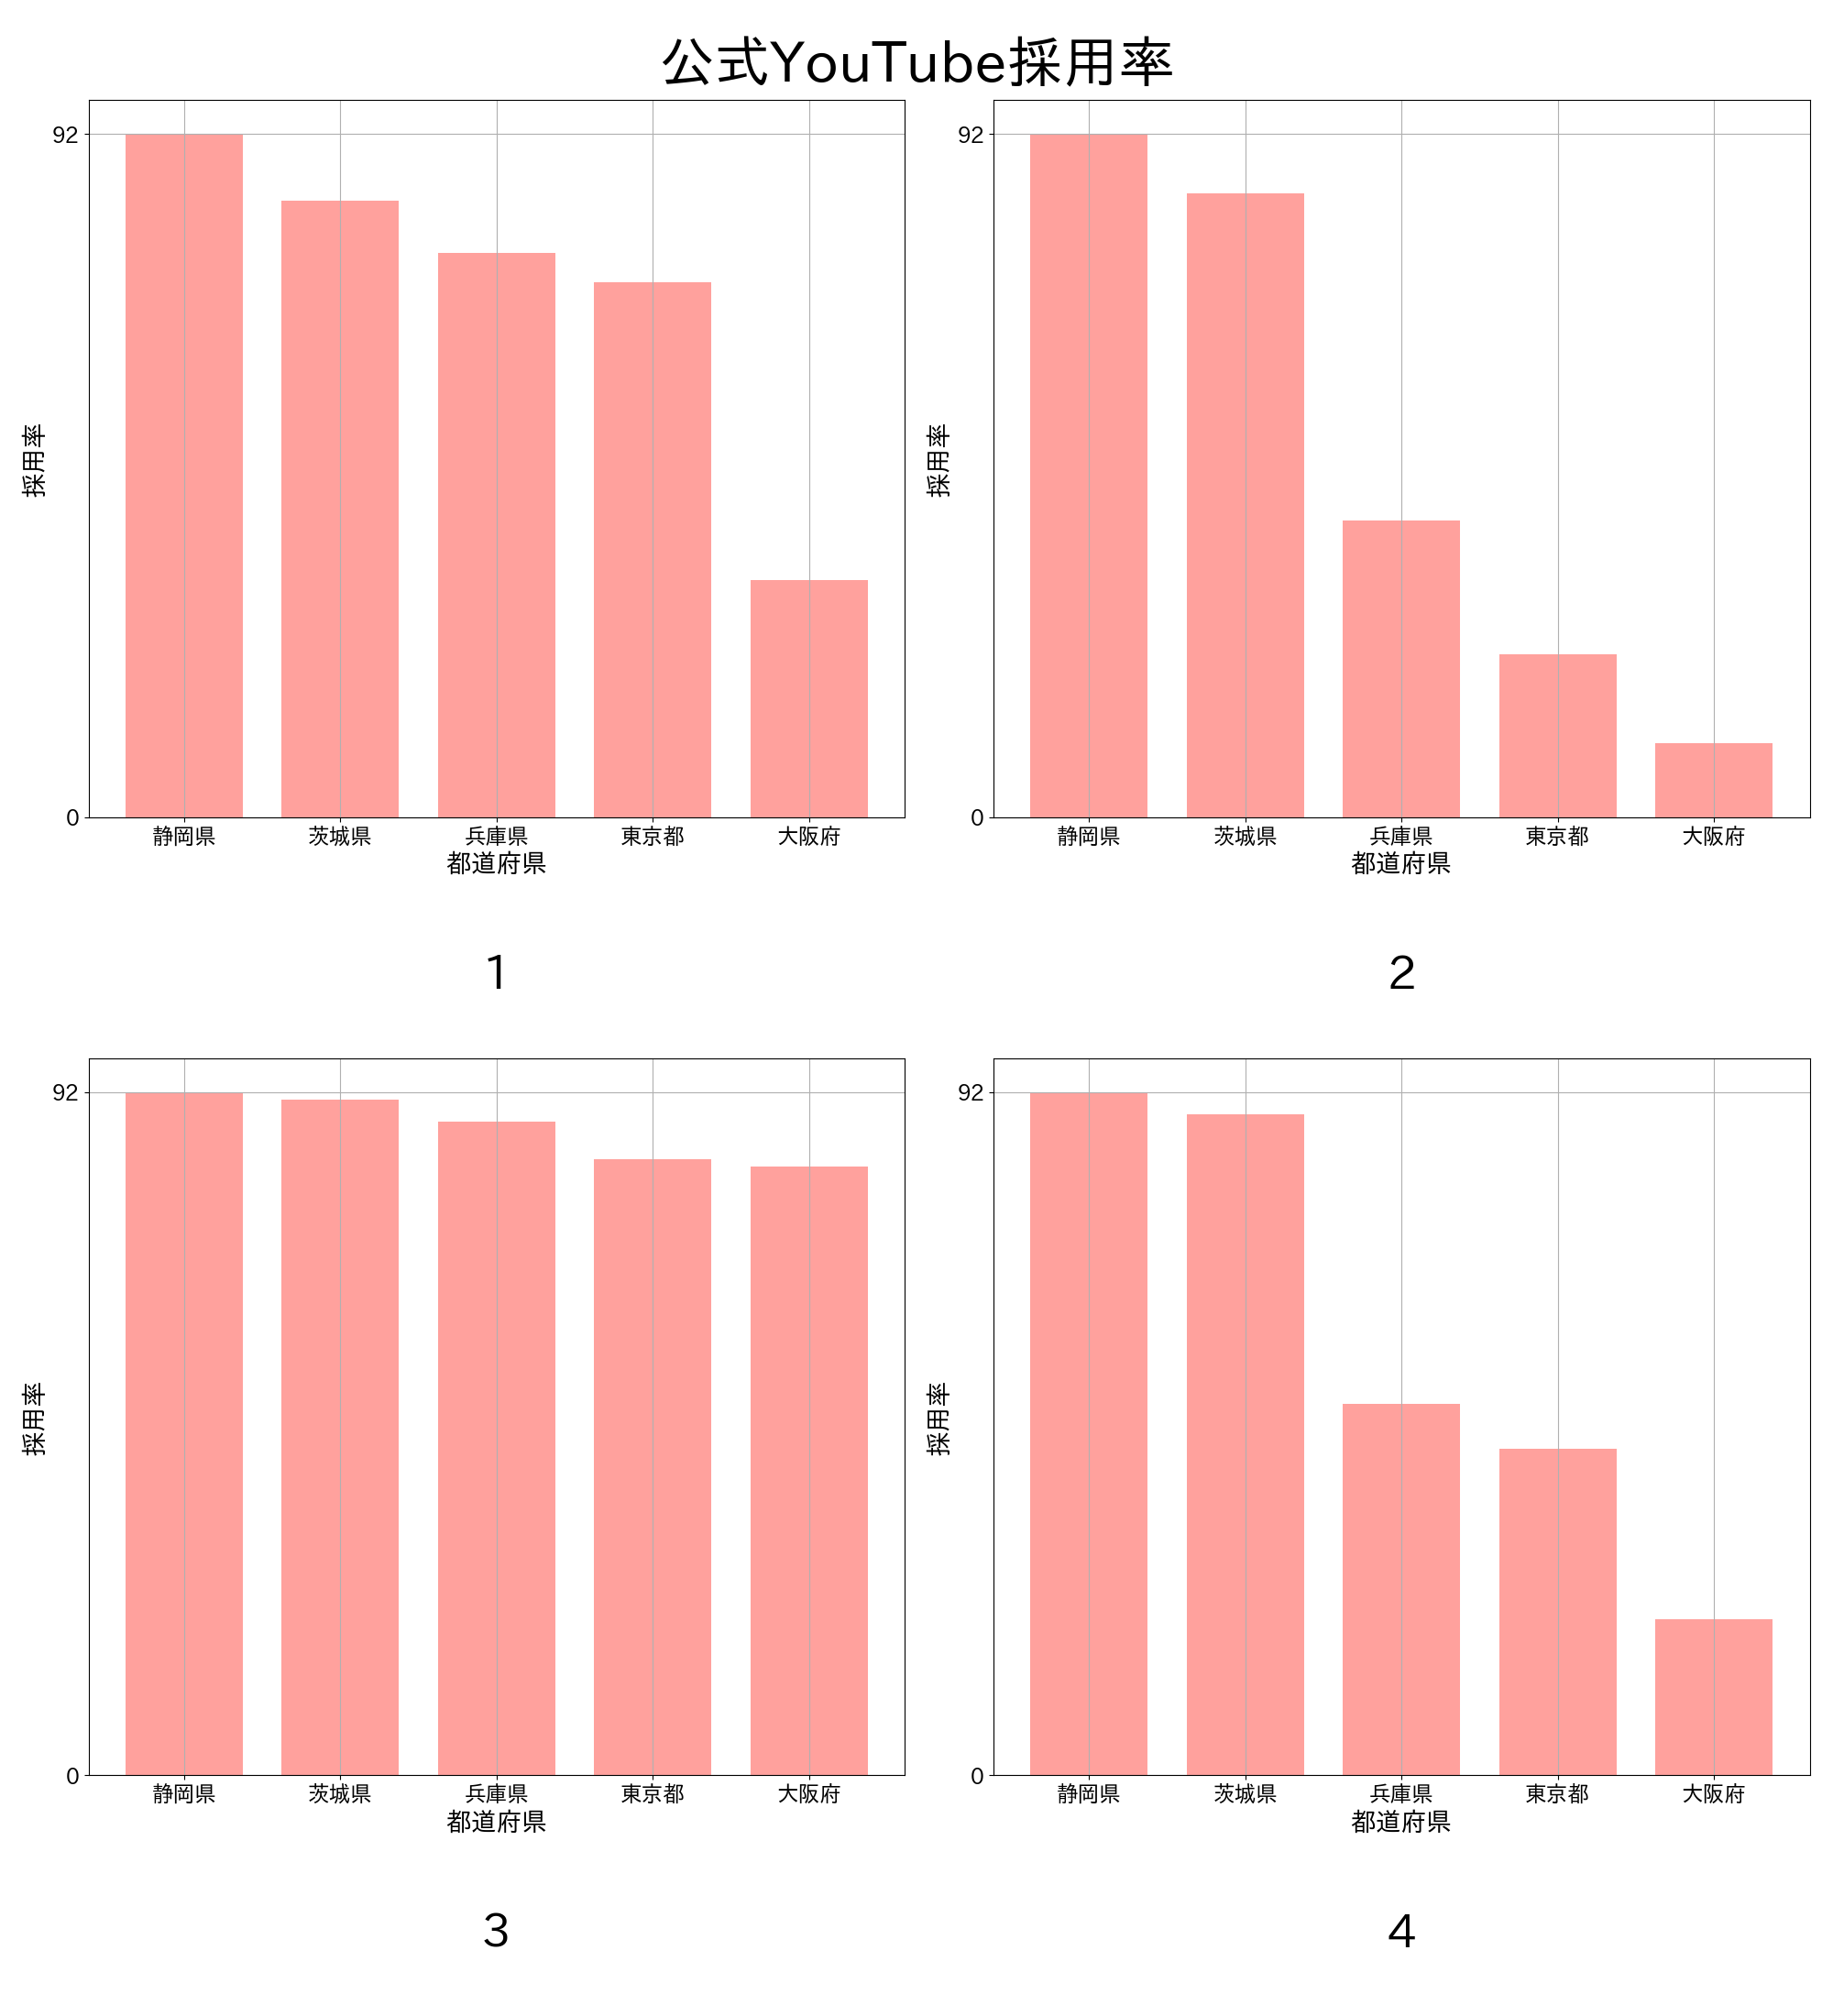 公式YouTube採用率
92
0
採用率
静岡県 茨城県 兵庫県 東京都 大阪府
都道府県
1
92
0
採用率
静岡県 茨城県 兵庫県 東京都 大阪府
都道府県
2
92
0
採用率
静岡県 茨城県 兵庫県 東京都 大阪府
都道府県
3
92
0
採用率
静岡県 茨城県 兵庫県 東京都 大阪府
都道府県
4